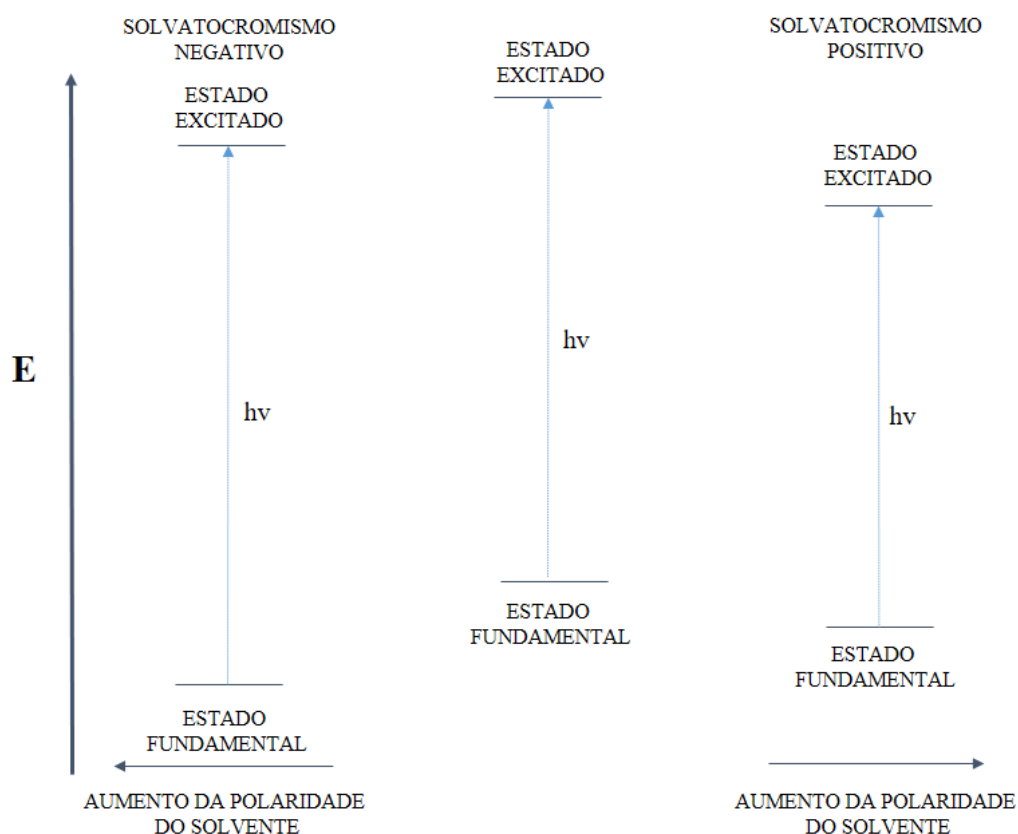 SOLVATOCROMISMO
NEGATIVO
ESTADO
EXCITADO
hv
ESTADO
FUNDAMENTAL
AUMENTO DA POLARIDADE
DO SOLVENTE
E
ESTADO
EXCITADO
hv
ESTADO
FUNDAMENTAL
SOLVATOCROMISMO
POSITIVO
ESTADO
EXCITADO
hv
ESTADO
FUNDAMENTAL
AUMENTO DA POLARIDADE
DO SOLVENTE